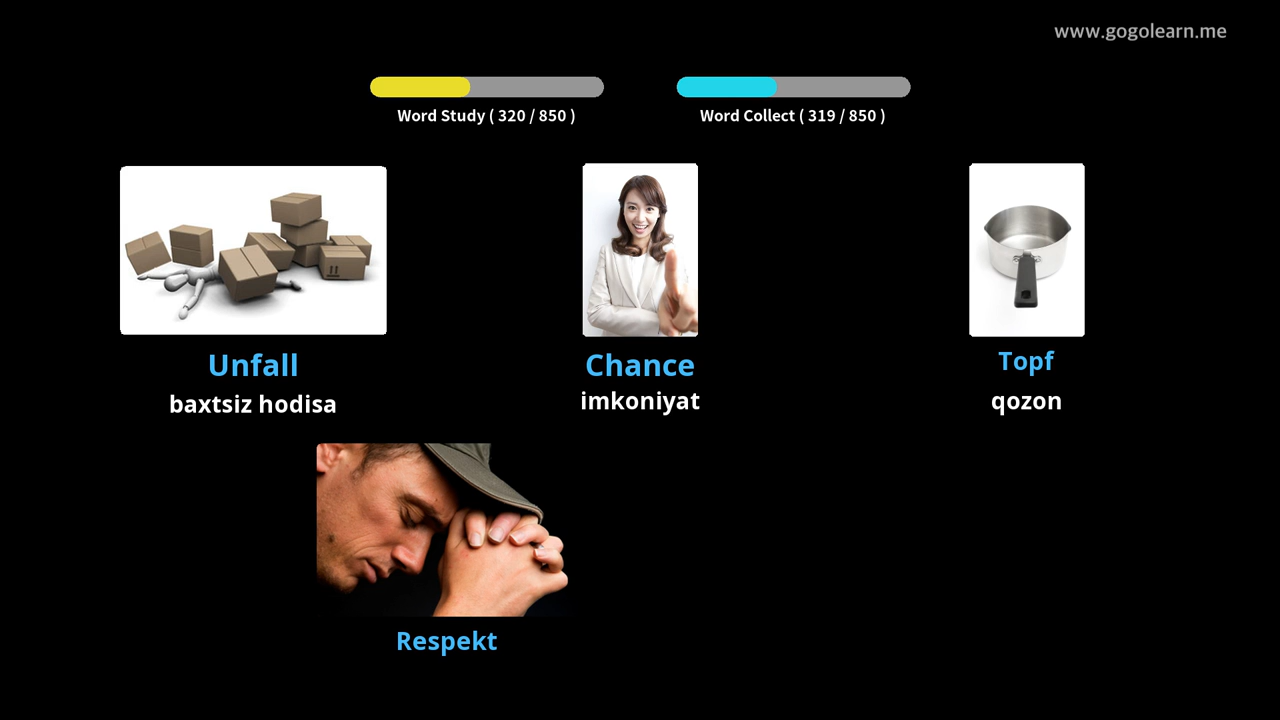 www.gogolearn.me
Word Study ( 320 / 850 )
Word Collect ( 319 / 850 )
Unfall
baxtsiz hodisa
Chance
imkoniyat
Topf
qozon
Respekt